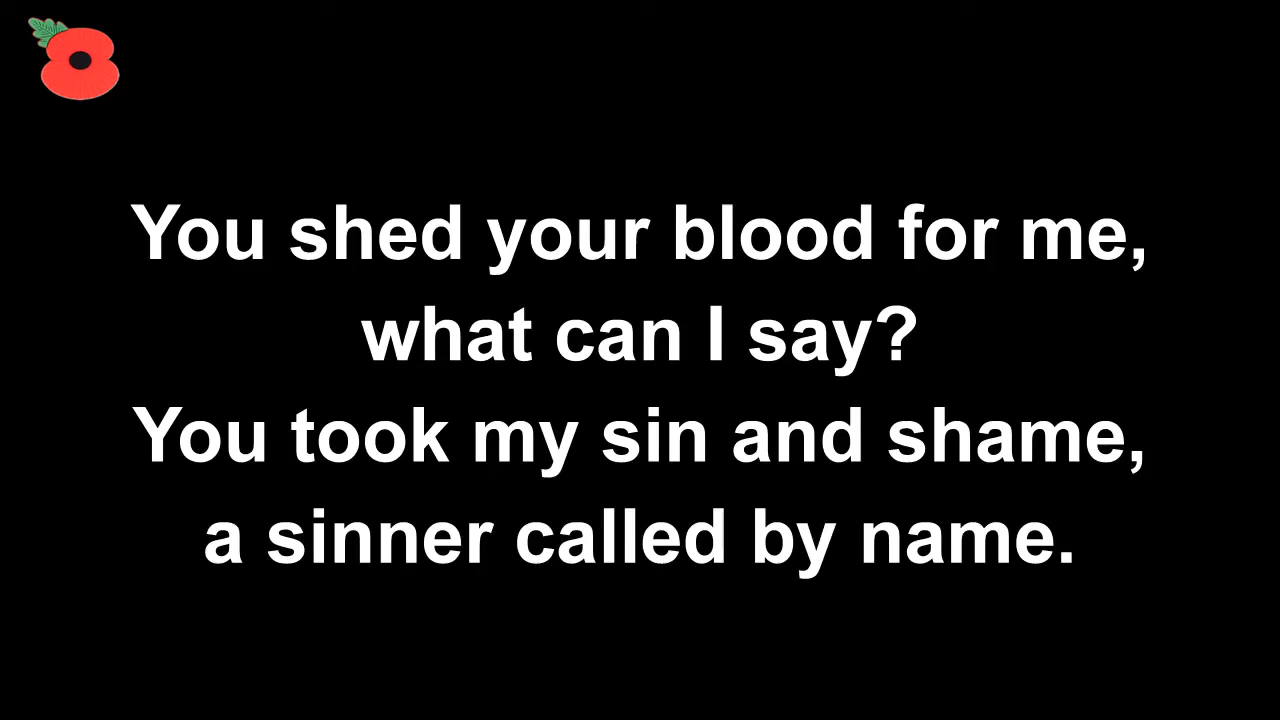 You shed your blood for me,
what can I say?
You took my sin and shame,
a sinner called by name.